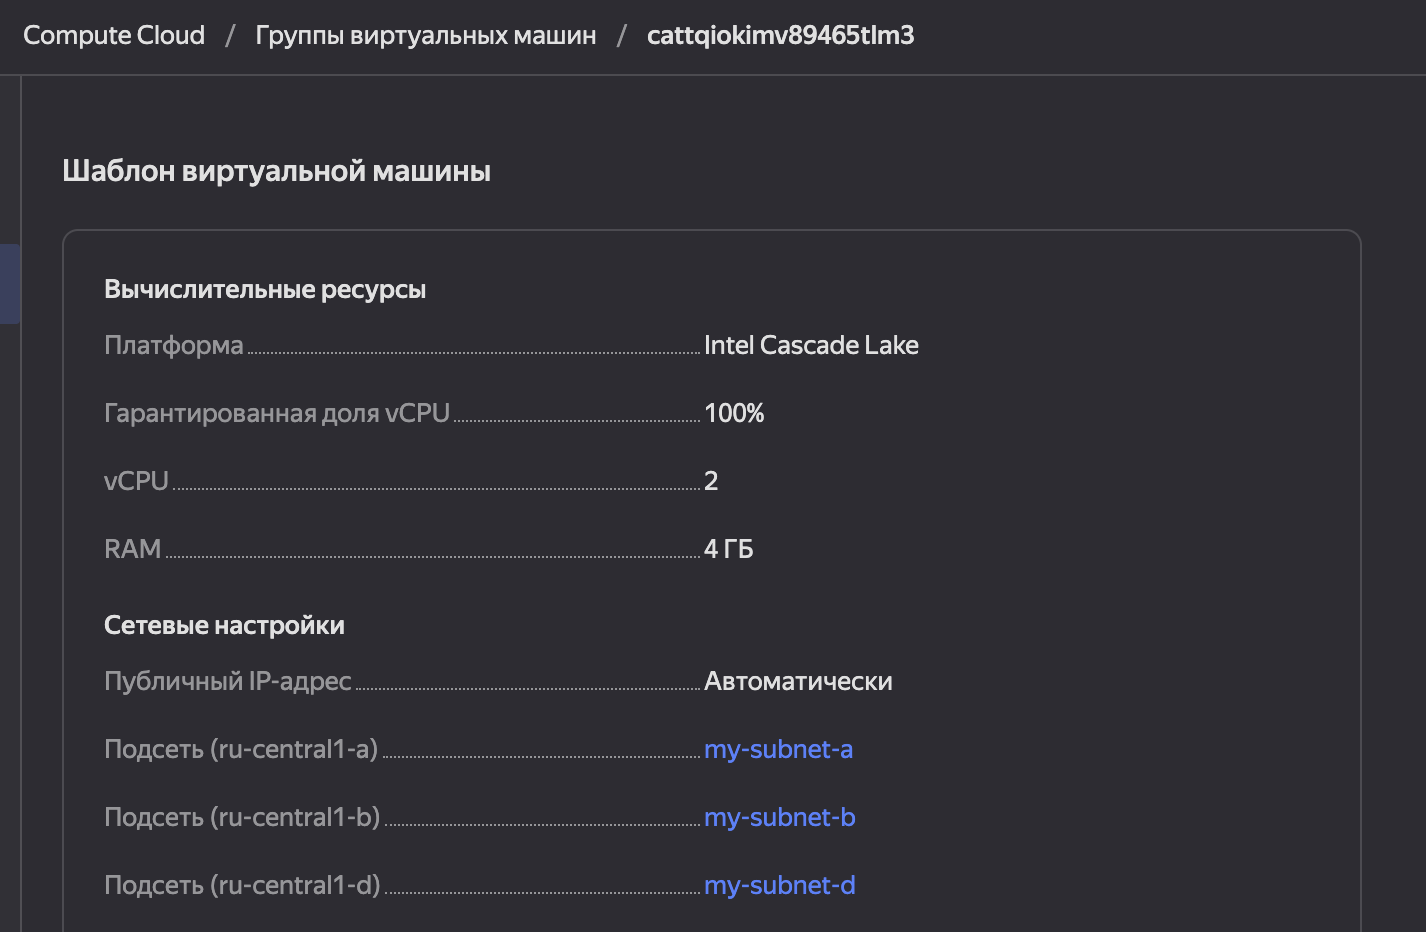 Compute Cloud / Группы виртуальных машин / cattqiokimv89465tlm3
Шаблон виртуальной машины
Вычислительные ресурсы
Платформа Intel Cascade Lake
Гарантированная доля vCPU 100%
vCPU 2
RAM 4 ГБ
Сетевые настройки
Публичный IP-адрес Автоматически
Подсеть (ru-central1-a) my-subnet-a
Подсеть (ru-central1-b) my-subnet-b
Подсеть (ru-central1-d) my-subnet-d